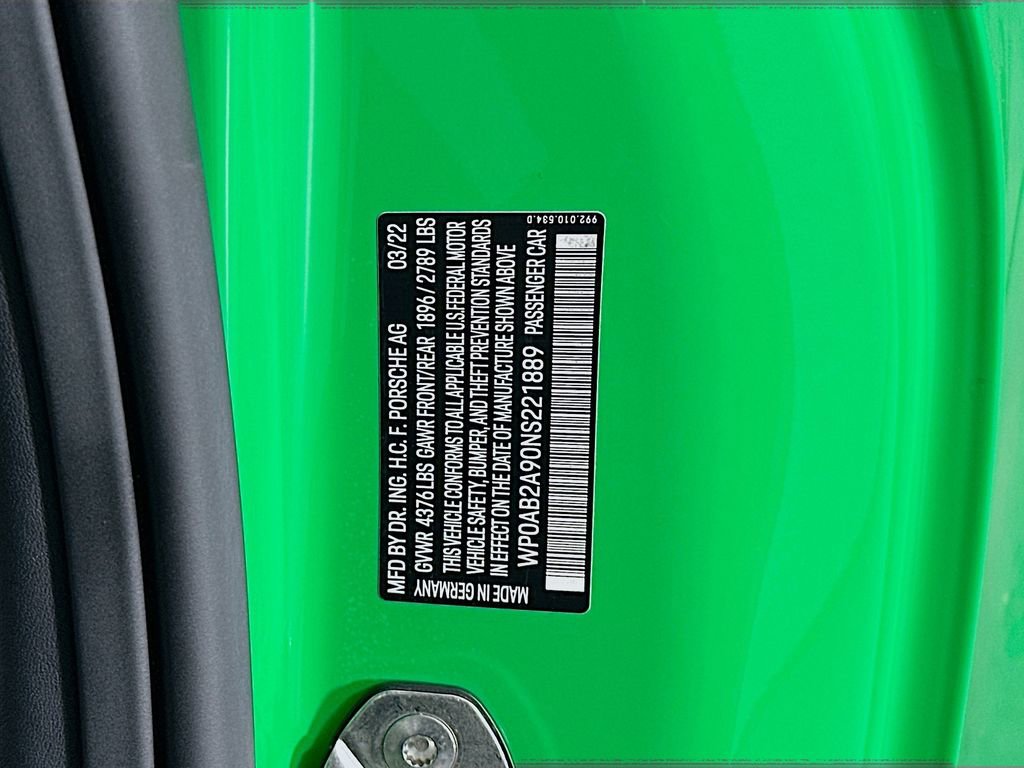 MFD BY DR. ING. H.C. F. PORSCHE AG 03/22
GVWR 4376 LBS GAWR FRONT/REAR 1896 / 2789 LBS
THIS VEHICLE CONFORMS TO ALL APPLICABLE U.S. FEDERAL MOTOR
VEHICLE SAFETY, BUMPER, AND THEFT PREVENTION STANDARDS
IN EFFECT ON THE DATE OF MANUFACTURE SHOWN ABOVE
WP0AB2A90NS221889 PASSENGER CAR
MADE IN GERMANY
992.010.534.0